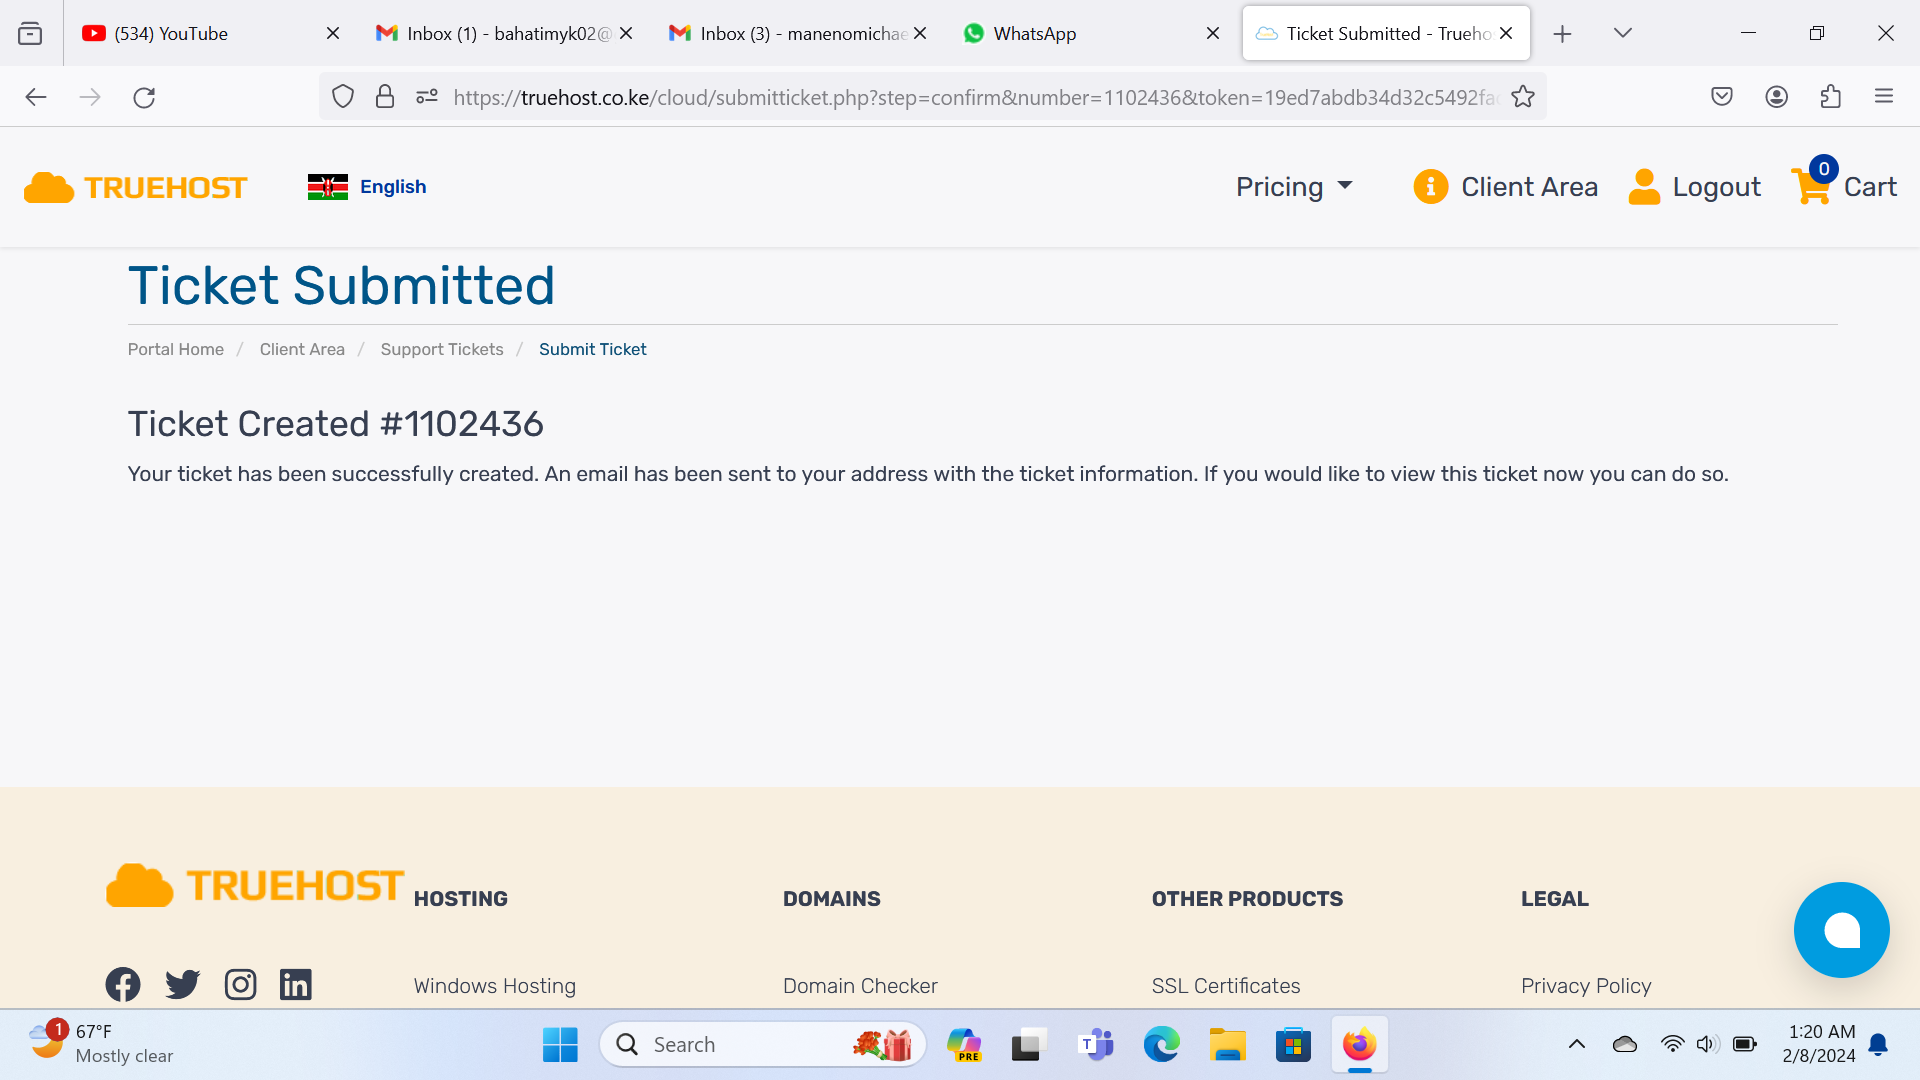 (534) YouTube
Inbox (1) - bahatimyk02@
Inbox (3) - manenomichae
WhatsApp
Ticket Submitted - Trueho
https://truehost.co.ke/cloud/submitticket.php?step=confirm&number=1102436&token=19ed7abdb34d32c5492fa
TRUEHOST
English
Pricing
Client Area
Logout
0
Cart
Ticket Submitted
Portal Home / Client Area / Support Tickets / Submit Ticket
Ticket Created #1102436
Your ticket has been successfully created. An email has been sent to your address with the ticket information. If you would like to view this ticket now you can do so.
TRUEHOST
HOSTING
DOMAINS
OTHER PRODUCTS
LEGAL
Windows Hosting
Domain Checker
SSL Certificates
Privacy Policy
1
67°F
Mostly clear
Search
PRE
T
1:20 AM
2/8/2024